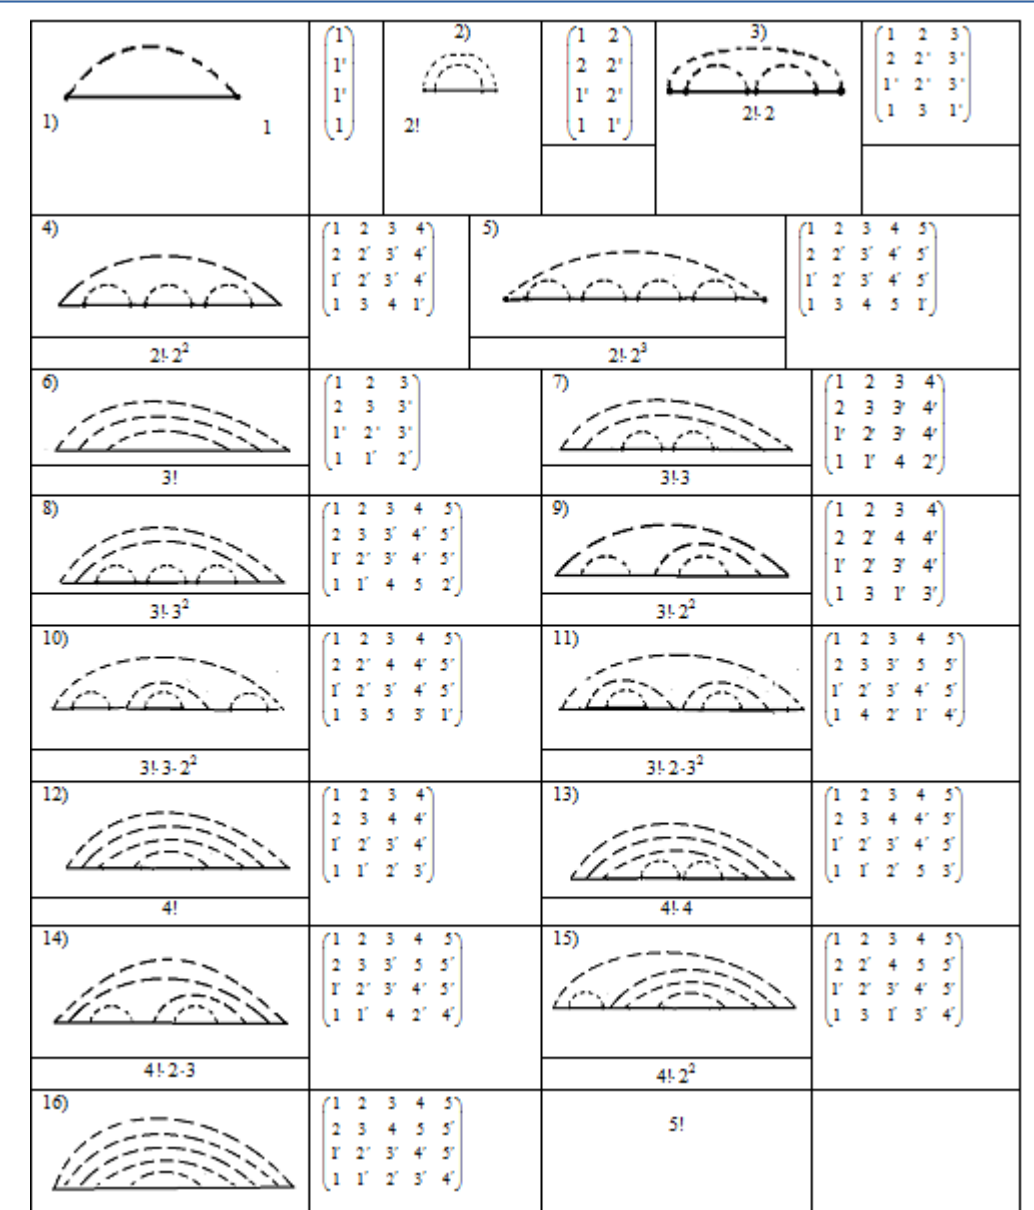 1)
1
1
1"
1"
1
2)
2!
1 2
2 2"
1" 2"
1 1"
3)
2!·2
1 2 3
2 2" 3"
1" 2" 3"
1 3 1"
4)
2!·2²
1 2 3 4
2 2′ 3′ 4′
1′ 2′ 3′ 4′
1 3 4 1′
5)
2!·2³
1 2 3 4 5
2 2′ 3′ 4′ 5′
1′ 2′ 3′ 4′ 5′
1 3 4 5 1′
6)
3!
1 2 3
2 3 3"
1" 2" 3"
1 1′ 2′
7)
3!·3
1 2 3 4
2 3 3′ 4′
1′ 2′ 3′ 4′
1 1′ 4 2′
8)
3!·3²
1 2 3 4 5
2 3 3′ 4′ 5′
1′ 2′ 3′ 4′ 5′
1 1′ 4 5 2′
9)
3!·2²
1 2 3 4
2 2′ 4 4′
1′ 2′ 3′ 4′
1 3 1′ 3′
10)
3!·3·2²
1 2 3 4 5
2 2′ 4 4′ 5′
1′ 2′ 3′ 4′ 5′
1 3 5 3′ 1′
11)
3!·2·3²
1 2 3 4 5
2 3 3′ 5 5′
1′ 2′ 3′ 4′ 5′
1 4 2′ 1′ 4′
12)
4!
1 2 3 4
2 3 4 4′
1′ 2′ 3′ 4′
1 1′ 2′ 3′
13)
4!·4
1 2 3 4 5
2 3 4 4′ 5′
1′ 2′ 3′ 4′ 5′
1 1′ 2′ 5 3′
14)
4!·2·3
1 2 3 4 5
2 3 3′ 5 5′
1′ 2′ 3′ 4′ 5′
1 1′ 4 2′ 4′
15)
4!·2²
1 2 3 4 5
2 2′ 4 5 5′
1′ 2′ 3′ 4′ 5′
1 3 1′ 3′ 4′
16)
1 2 3 4 5
2 3 4 5 5′
1′ 2′ 3′ 4′ 5′
1 1′ 2′ 3′ 4′
5!